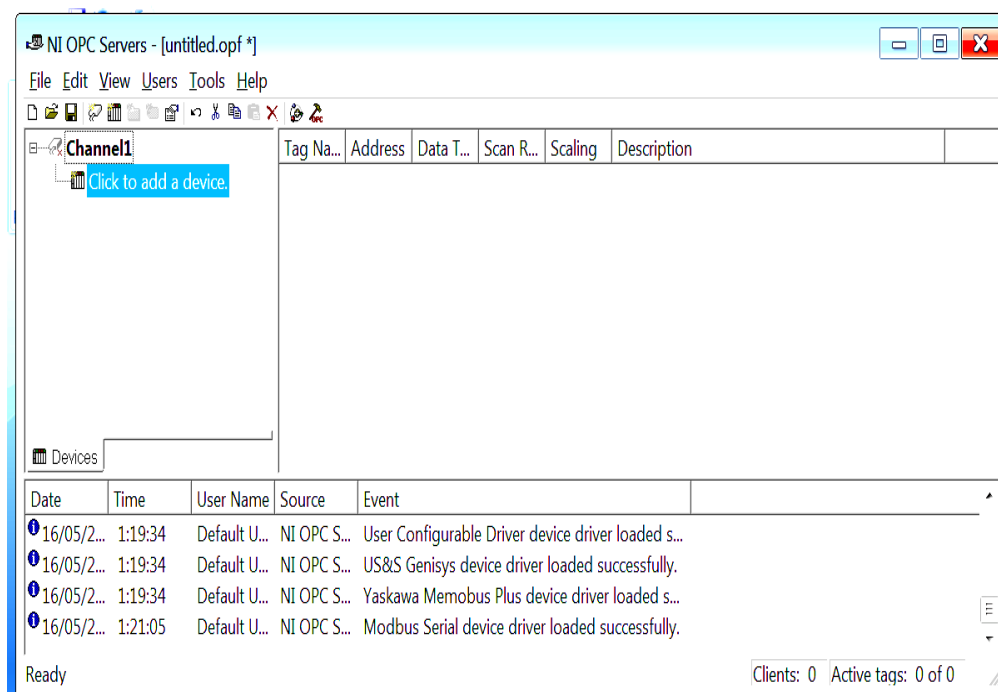 NI OPC Servers - [untitled.opf *]
File Edit View Users Tools Help
Channel1
Click to add a device.
Tag Na... Address Data T... Scan R... Scaling Description
Devices
Date Time User Name Source Event
16/05/2... 1:19:34 Default U... NI OPC S... User Configurable Driver device driver loaded s...
16/05/2... 1:19:34 Default U... NI OPC S... US&S Genisys device driver loaded successfully.
16/05/2... 1:19:34 Default U... NI OPC S... Yaskawa Memobus Plus device driver loaded s...
16/05/2... 1:21:05 Default U... NI OPC S... Modbus Serial device driver loaded successfully.
Ready Clients: 0 Active tags: 0 of 0